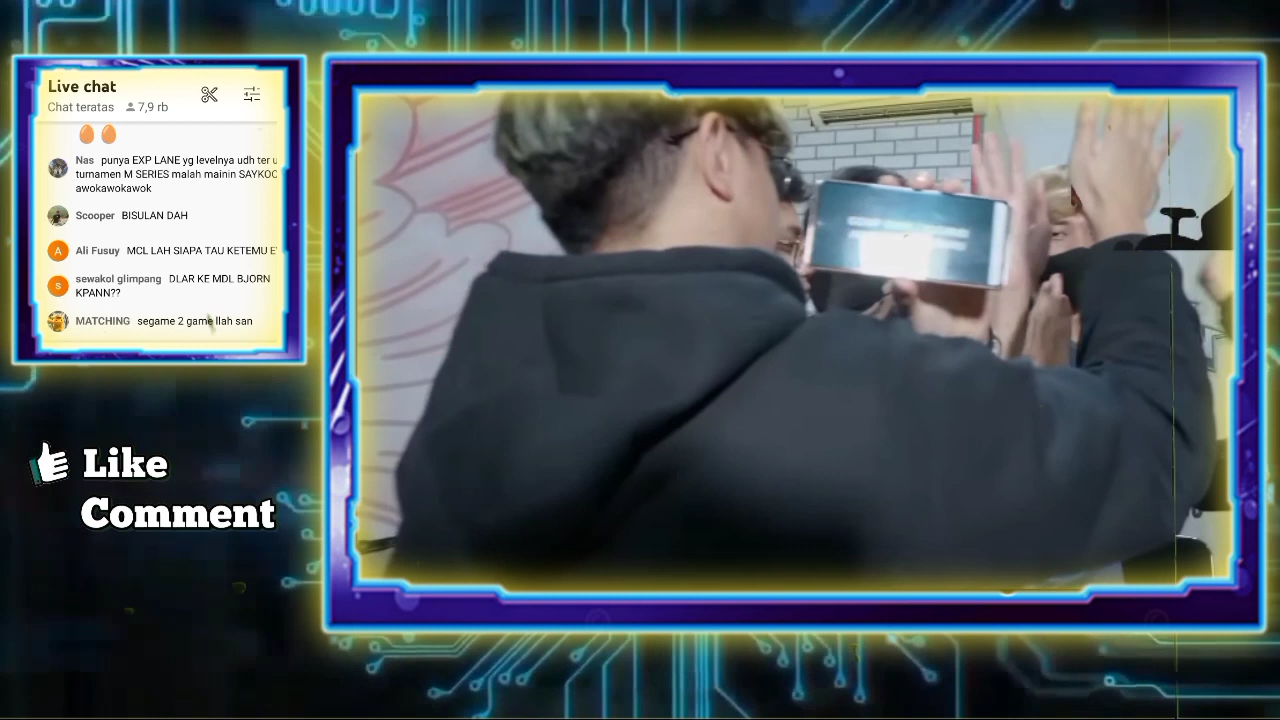 Live chat
Chat teratas 7,9 rb
Nas punya EXP LANE yg levelnya udh ter u
turnamen M SERIES malah mainin SAYKOC
awokawokawok
Scooper BISULAN DAH
A Ali Fusuy MCL LAH SIAPA TAU KETEMU E
s sewakol glimpang DLAR KE MDL BJORN
KPANN??
MATCHING segame 2 game llah san
Like
Comment